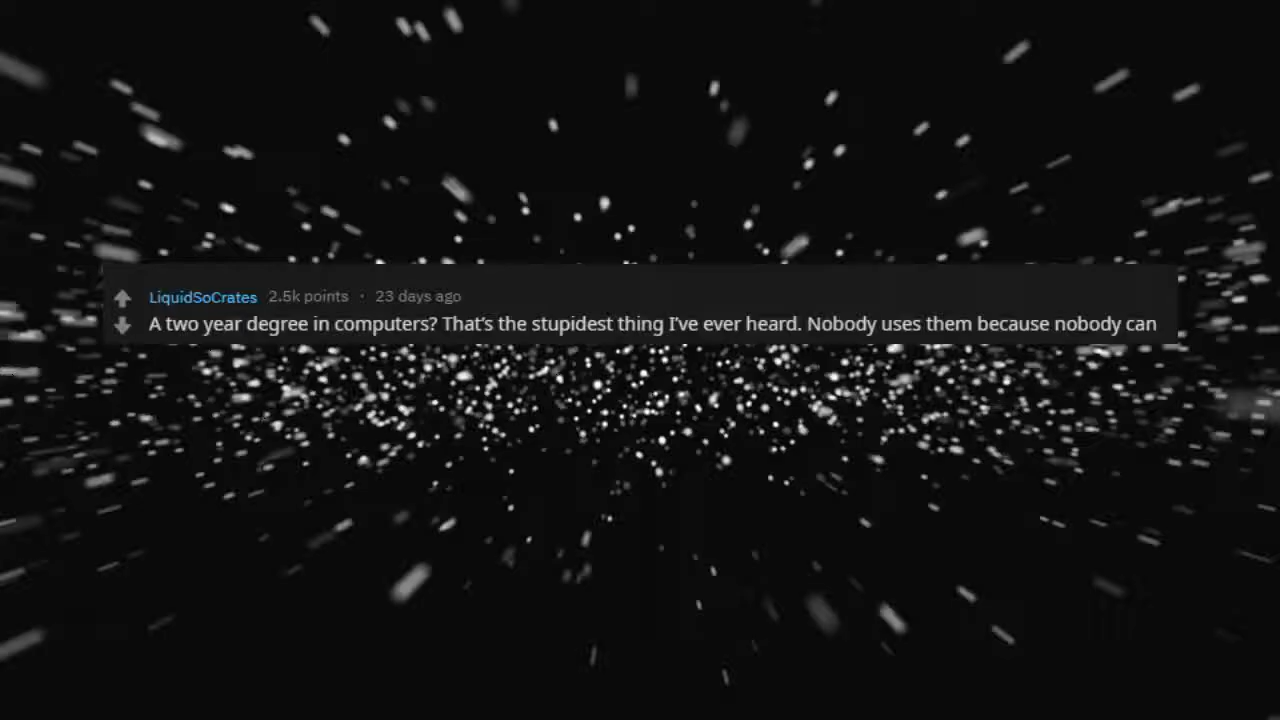 LiquidSoCrates 2.5k points · 23 days ago
A two year degree in computers? That's the stupidest thing I've ever heard. Nobody uses them because nobody can